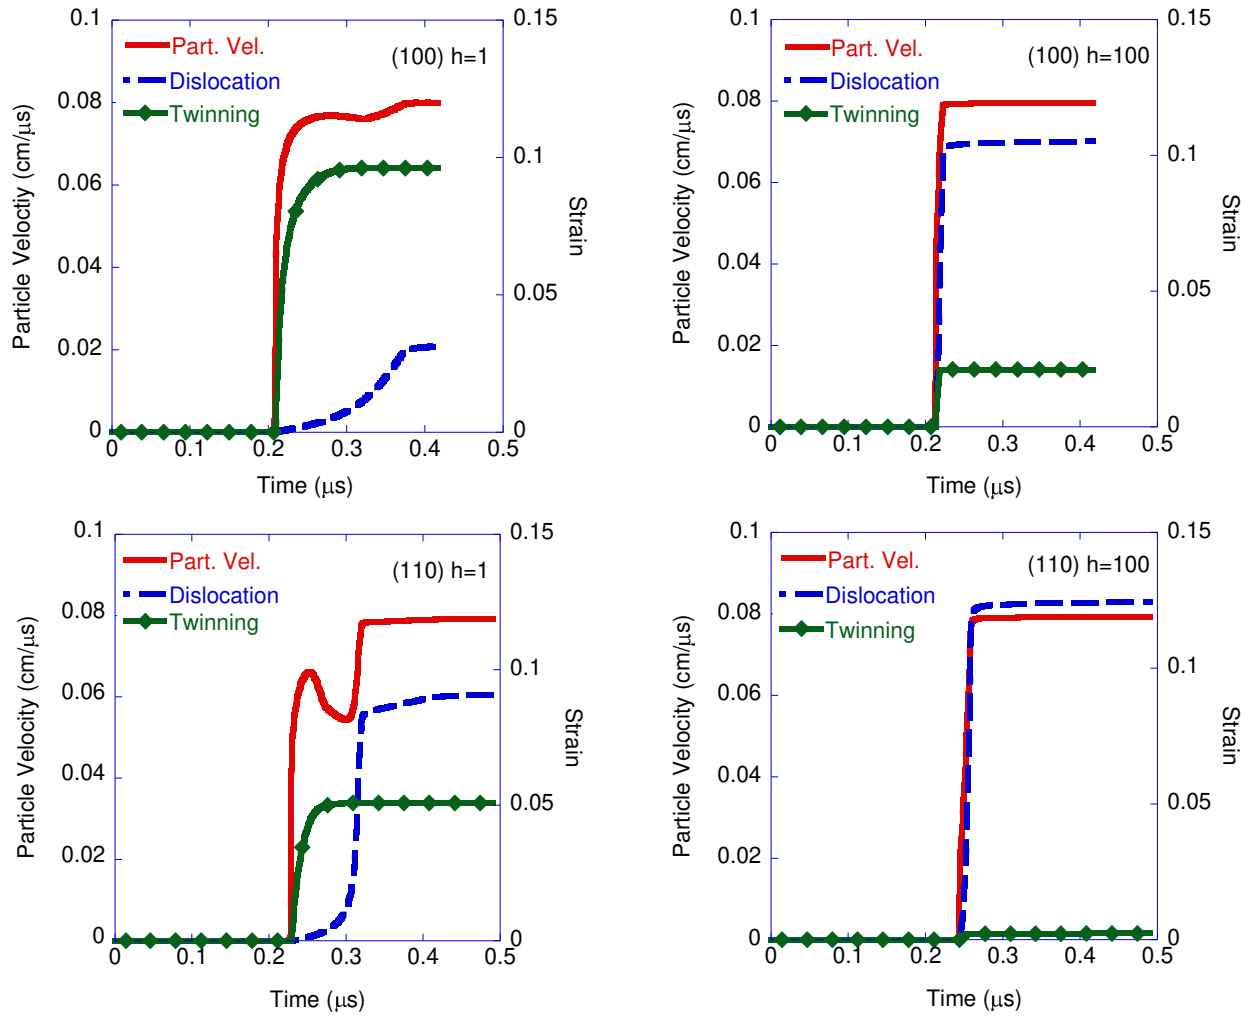 0.1
0.15
Part. Vel.
(100) h=1
Dislocation
Twinning
0.08
0.1
0.06
0.04
0.05
0.02
0
0
0
0.1
0.2
0.3
0.4
0.5
Particle Veloctiy (cm/μs)
Strain
Time (μs)
0.1
0.15
Part. Vel.
(100) h=100
Dislocation
Twinning
0.08
0.1
0.06
0.04
0.05
0.02
0
0
0
0.1
0.2
0.3
0.4
0.5
Particle Velocity (cm/μs)
Strain
Time (μs)
0.1
0.15
Part. Vel.
(110) h=1
Dislocation
Twinning
0.08
0.1
0.06
0.04
0.05
0.02
0
0
0
0.1
0.2
0.3
0.4
0.5
Particle Velocity (cm/μs)
Strain
Time (μs)
0.1
0.15
Part. Vel.
(110) h=100
Dislocation
Twinning
0.08
0.1
0.06
0.04
0.05
0.02
0
0
0
0.1
0.2
0.3
0.4
0.5
Particle Velocity (cm/μs)
Strain
Time (μs)